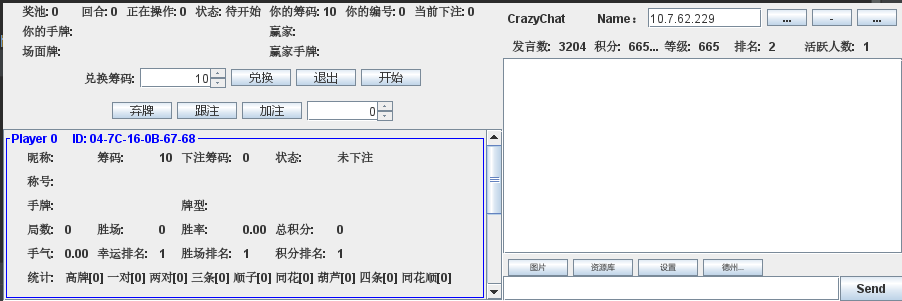 奖池: 0 回合: 0 正在操作: 0 状态: 待开始 你的筹码: 10 你的编号: 0 当前下注: 0
你的手牌: 赢家:
场面牌: 赢家手牌:
兑换筹码: 10 兑换 退出 开始
弃牌 跟注 加注 0
Player 0 ID: 04-7C-16-0B-67-68
昵称: 筹码: 10 下注筹码: 0 状态: 未下注
称号:
手牌: 牌型:
局数: 0 胜场: 0 胜率: 0.00 总积分: 0
手气: 0.00 幸运排名: 1 胜场排名: 1 积分排名: 1
统计: 高牌[0] 一对[0] 两对[0] 三条[0] 顺子[0] 同花[0] 葫芦[0] 四条[0] 同花顺[0]
CrazyChat Name: 10.7.62.229 ... - ...
发言数: 3204 积分: 665... 等级: 665 排名: 2 活跃人数: 1
图片 资源库 设置 德州...
Send